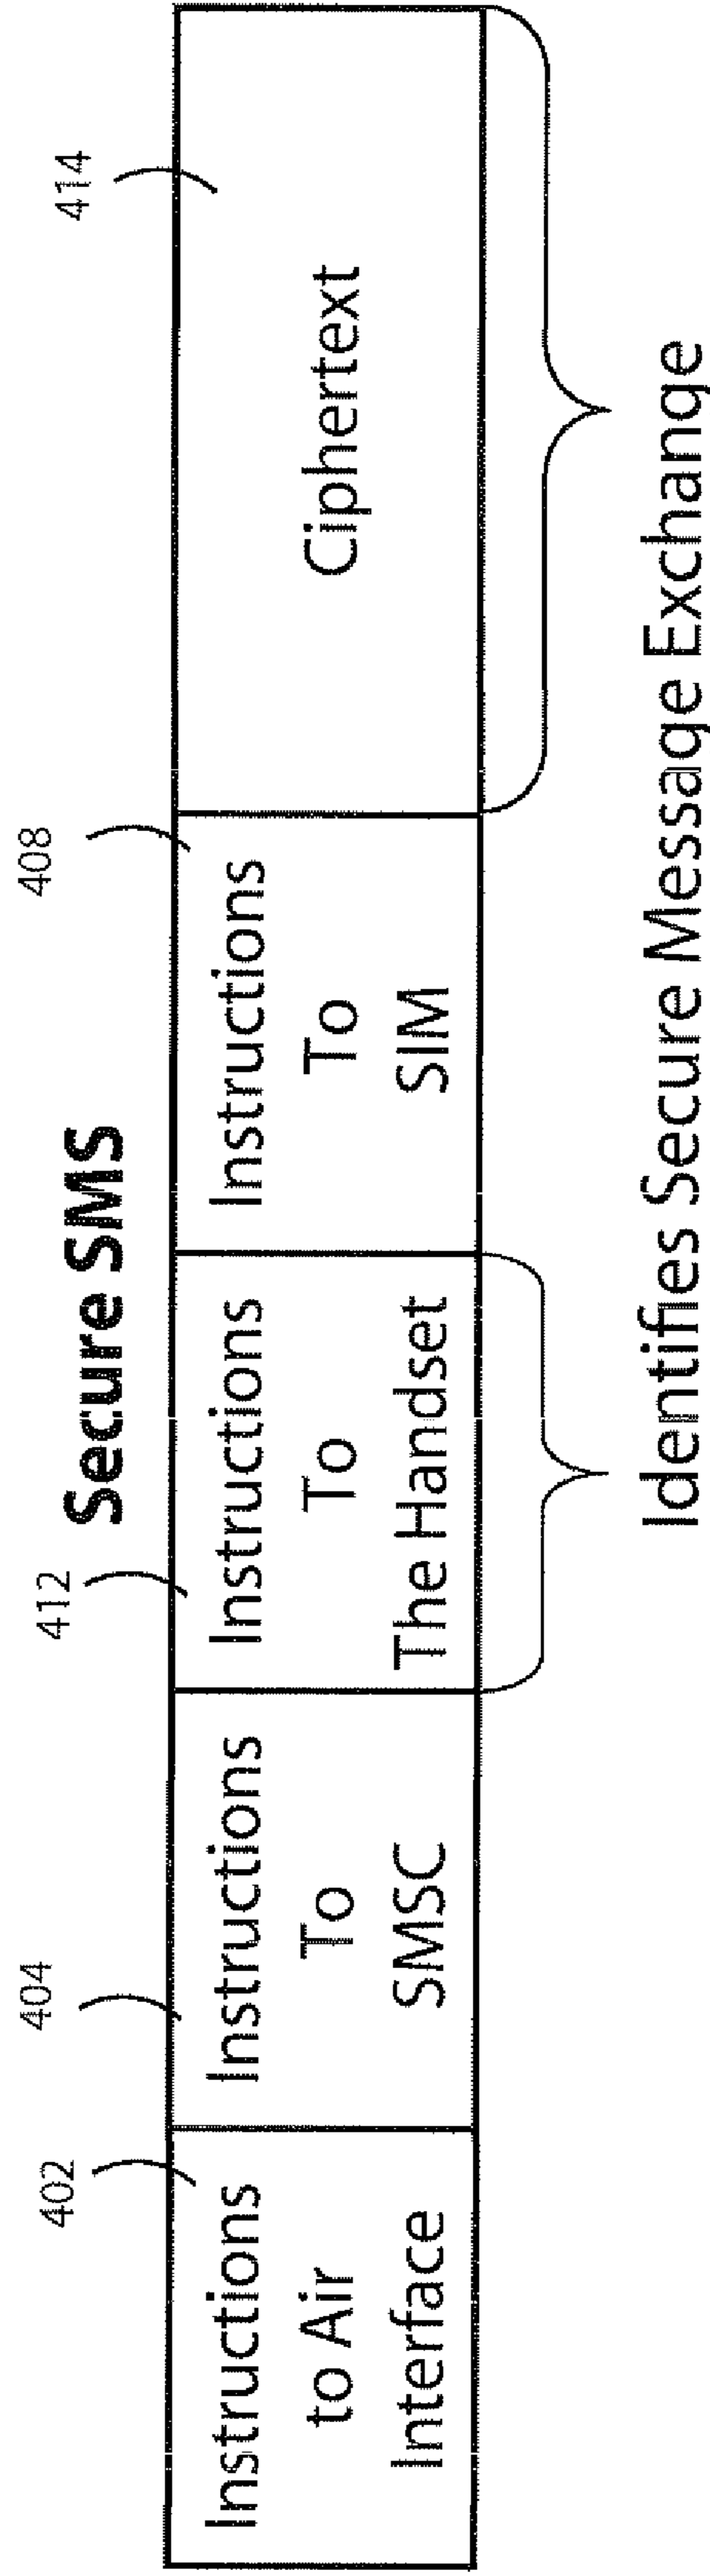 Secure SMS
402
404
412
408
414
Instructions
to Air
Interface
Instructions
To
SMSC
Instructions
To
The Handset
Instructions
To
SIM
Ciphertext
Identifies Secure Message Exchange